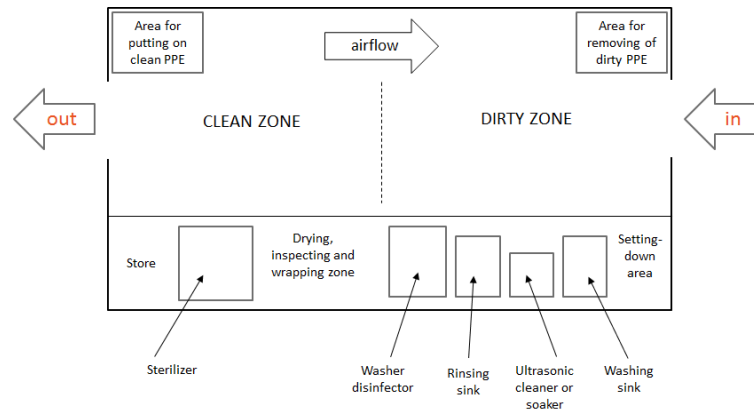 Area for
putting on
clean PPE
airflow
Area for
removing of
dirty PPE
out
CLEAN ZONE
DIRTY ZONE
in
Store
Drying,
inspecting and
wrapping zone
Setting-
down area
Sterilizer
Washer
disinfector
Rinsing
sink
Ultrasonic
cleaner or
soaker
Washing
sink